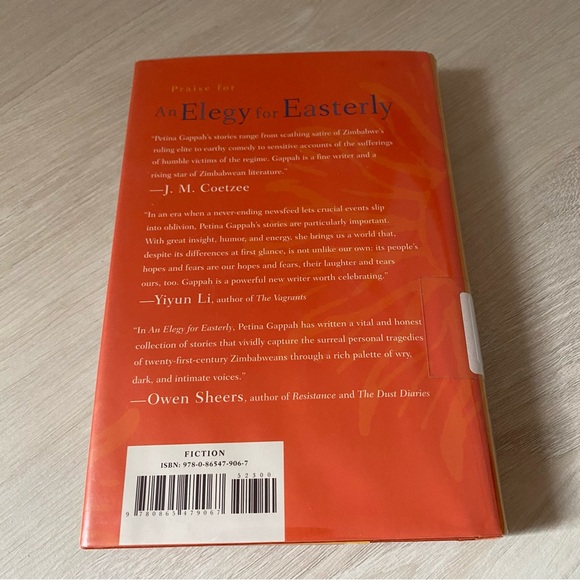 Praise for
An Elegy for Easterly
“Petina Gappah’s stories range from scathing satire of Zimbabwe’s
ruling elite to earthy comedy to sensitive accounts of the sufferings
of humble victims of the regime. Gappah is a fine writer and a
rising star of Zimbabwean literature.”
—J. M. Coetzee
“In an era when a never-ending newsfeed lets crucial events slip
into oblivion, Petina Gappah’s stories are particularly important.
With great insight, humor, and energy, she brings us a world that,
despite its differences at first glance, is not unlike our own: its people’s
hopes and fears are our hopes and fears, their laughter and tears
ours, too. Gappah is a powerful new writer worth celebrating.”
—Yiyun Li, author of The Vagrants
“In An Elegy for Easterly, Petina Gappah has written a vital and honest
collection of stories that vividly capture the surreal personal tragedies
of twenty-first-century Zimbabweans through a rich palette of wry,
dark, and intimate voices.”
—Owen Sheers, author of Resistance and The Dust Diaries
FICTION
ISBN: 978-0-86547-906-7
52300
9 780865 479067